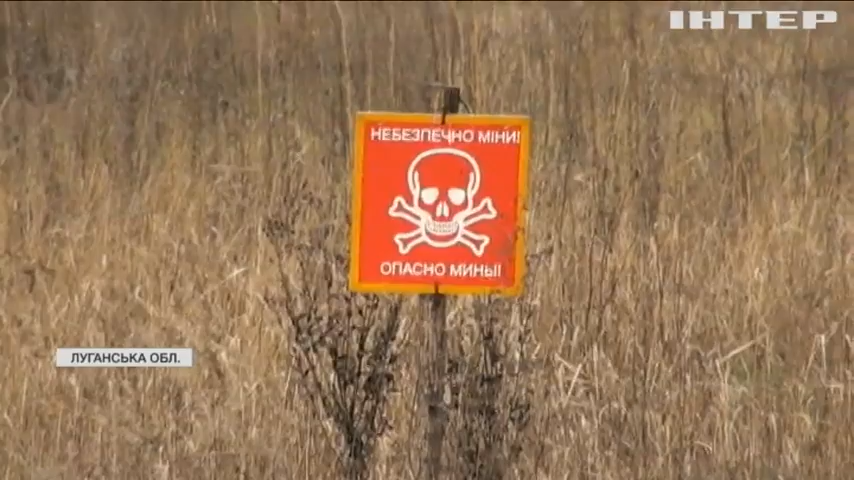 ІНТЕР
НЕБЕЗПЕЧНО МІНИ!
ОПАСНО МИНЫ!
ЛУГАНСЬКА ОБЛ.